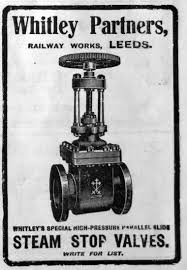 Whitley Partners,
RAILWAY WORKS, LEEDS.
WHITLEY'S SPECIAL HIGH-PRESSURE PARALLEL SLIDE
STEAM STOP VALVES.
WRITE FOR LIST.